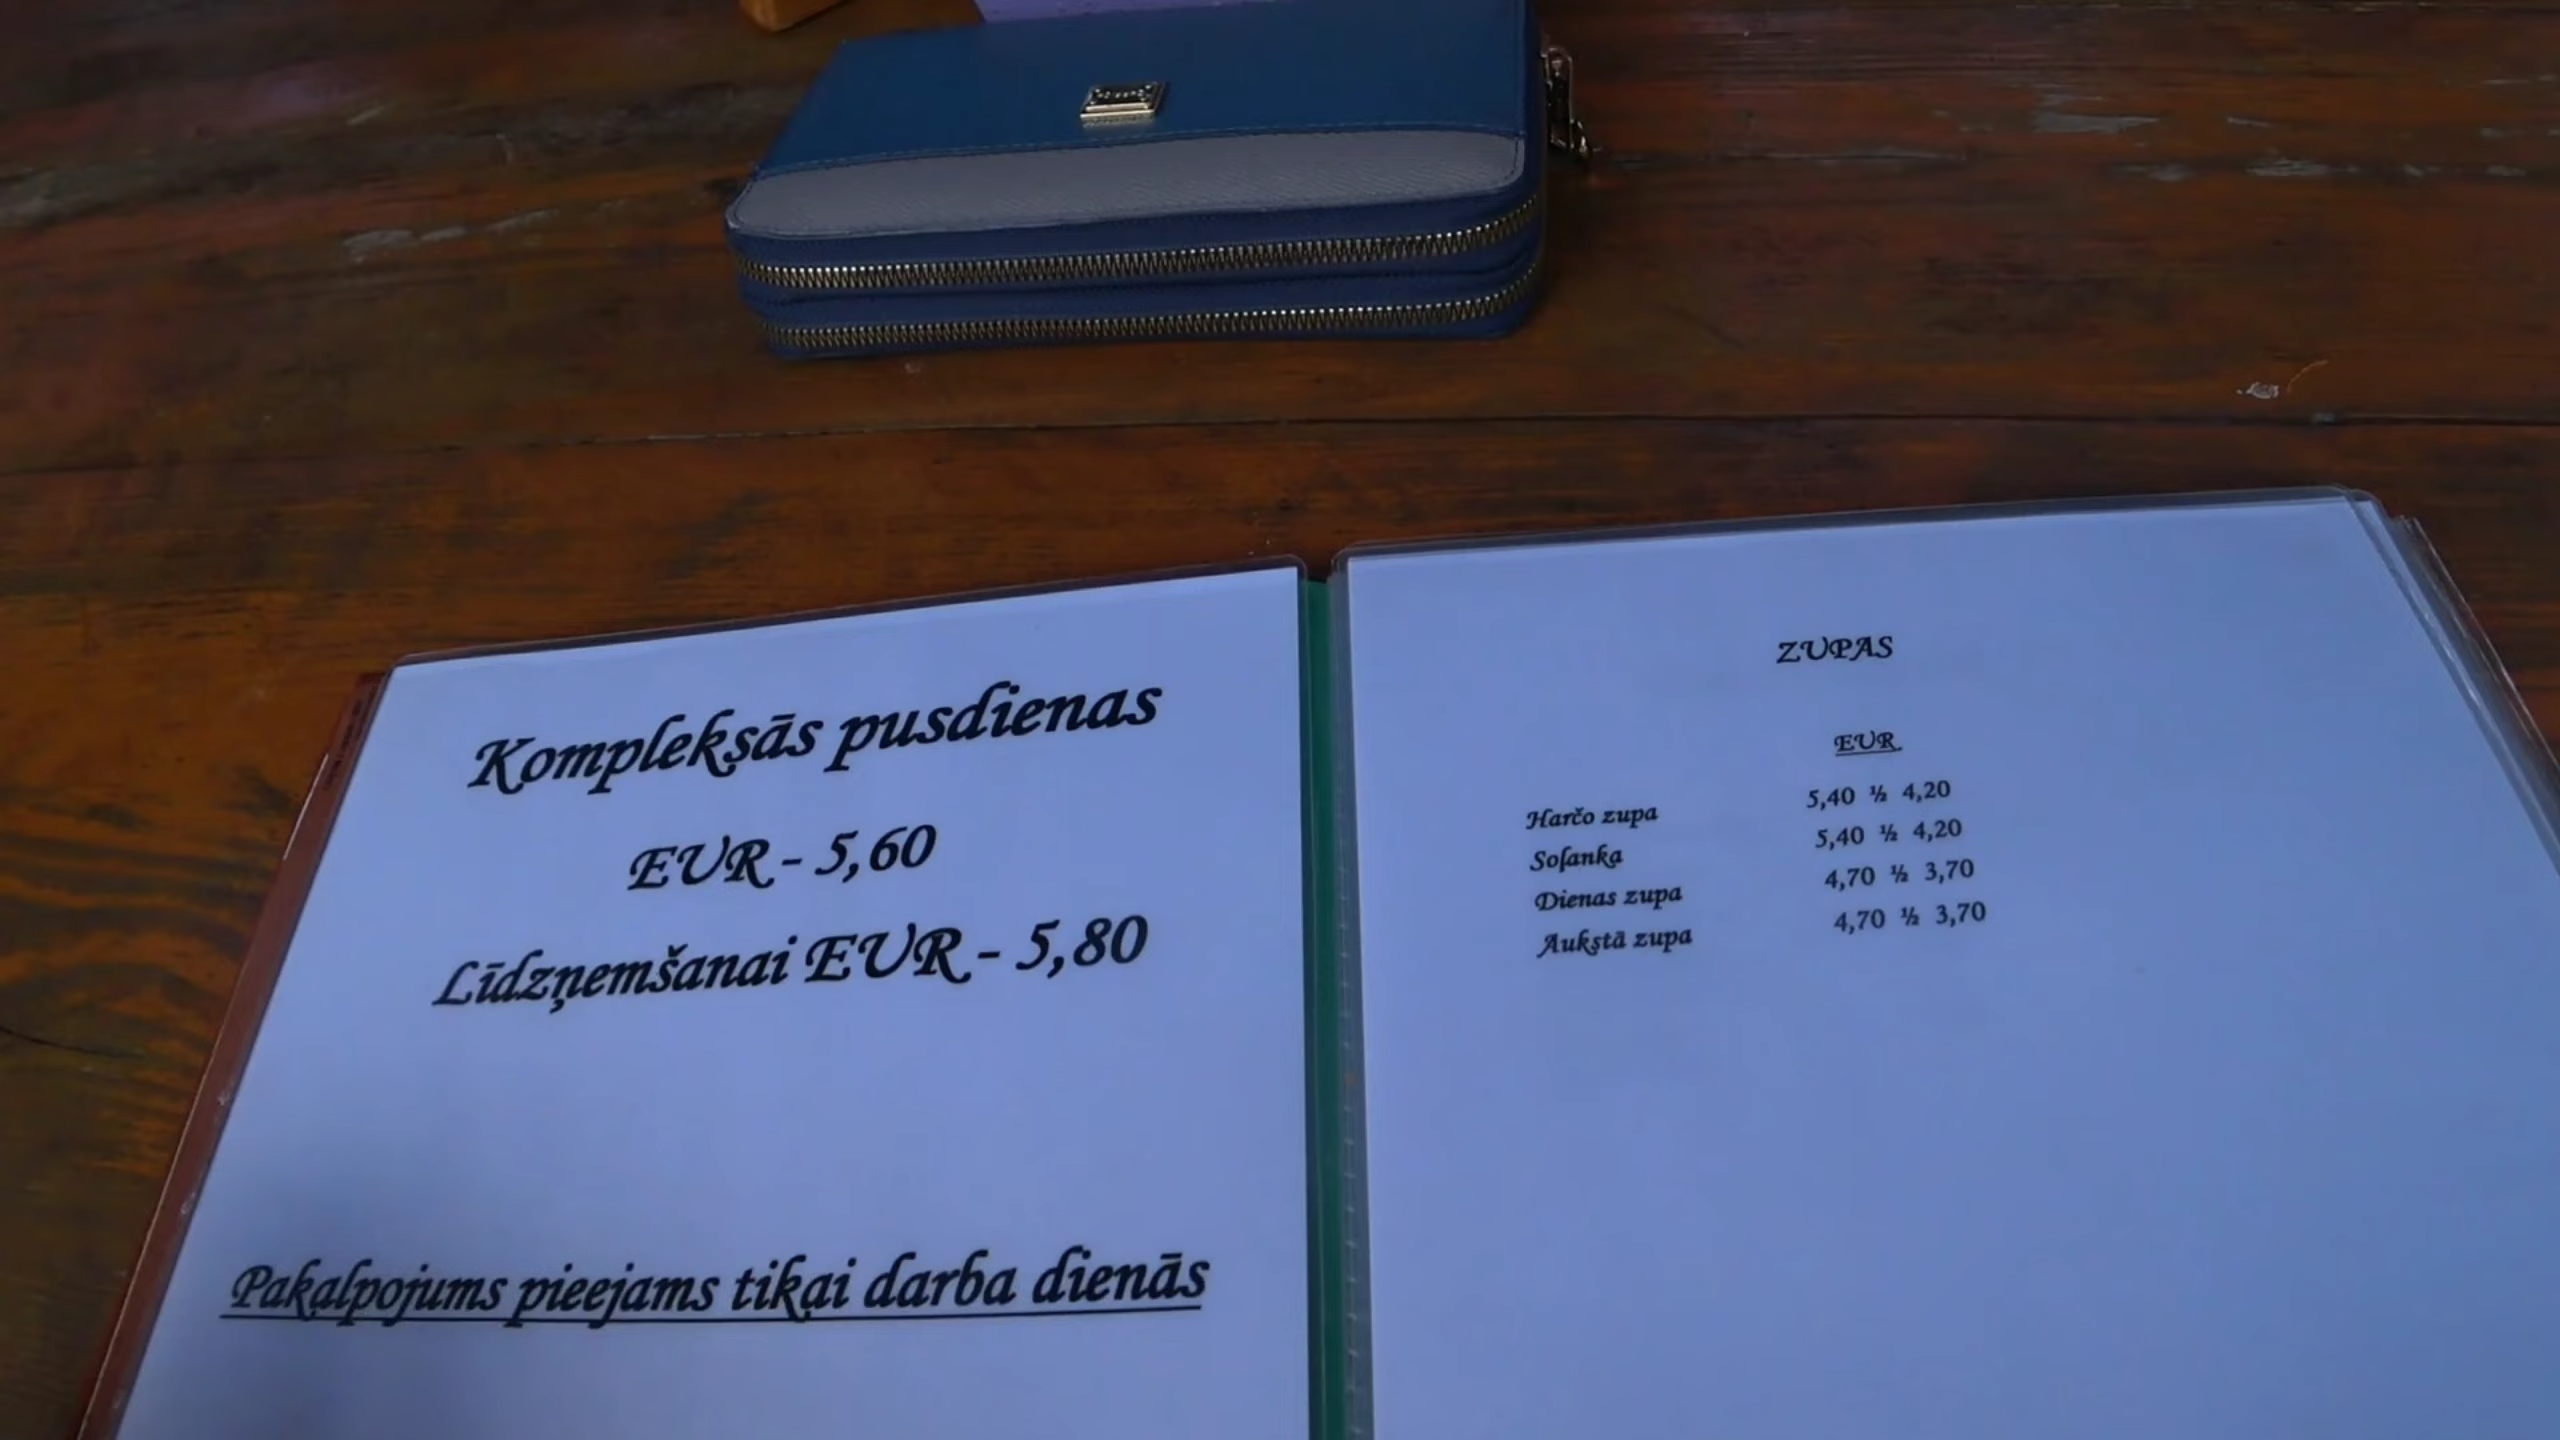 Kompleksās pusdienas
EUR - 5,60
Līdzņemšanai EUR - 5,80
Pakalpojums pieejams tikai darba dienās
ZUPAS
EUR
Harčo zupa 5,40 ½ 4,20
Soļanka 5,40 ½ 4,20
Dienas zupa 4,70 ½ 3,70
Aukstā zupa 4,70 ½ 3,70